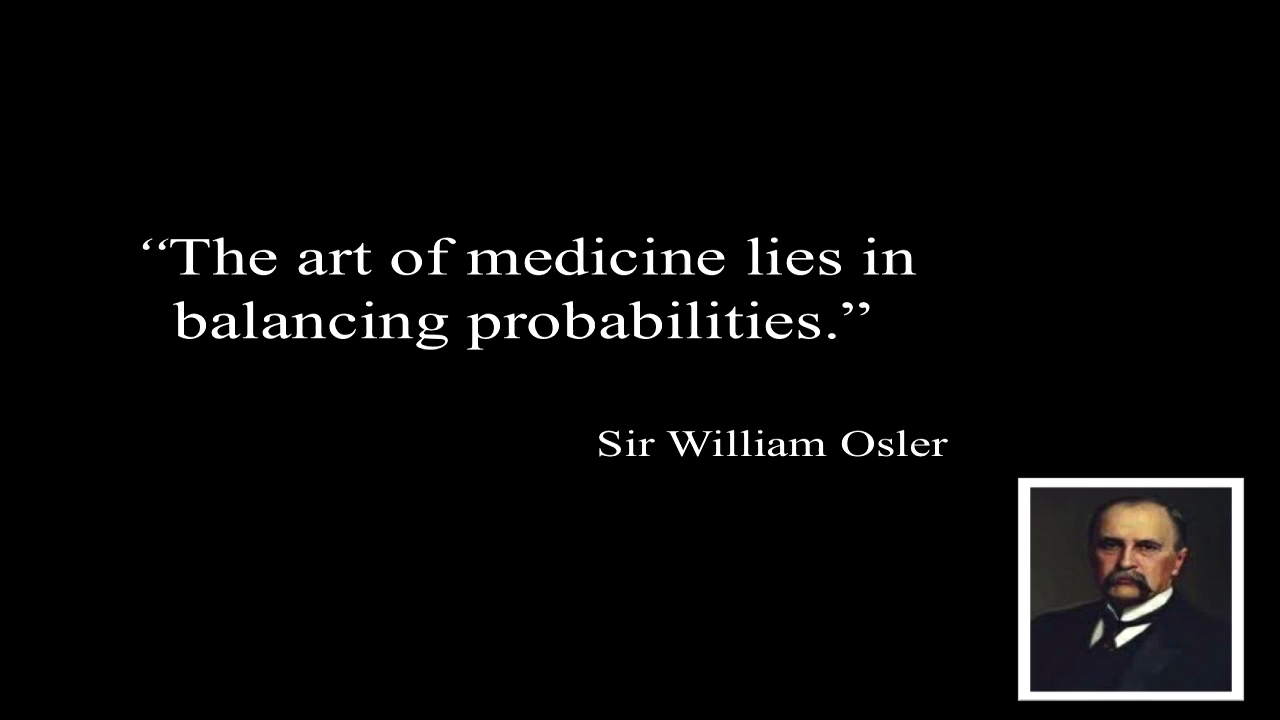 “The art of medicine lies in
balancing probabilities.”
Sir William Osler